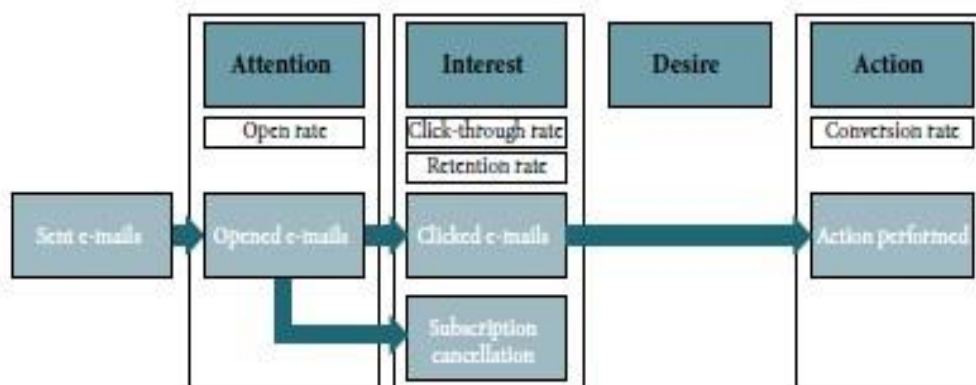 Attention
Interest
Desire
Action
Open rate
Click-through rate
Conversion rate
Retention rate
Sent e-mails
Opened e-mails
Clicked e-mails
Action performed
Subscription
cancellation